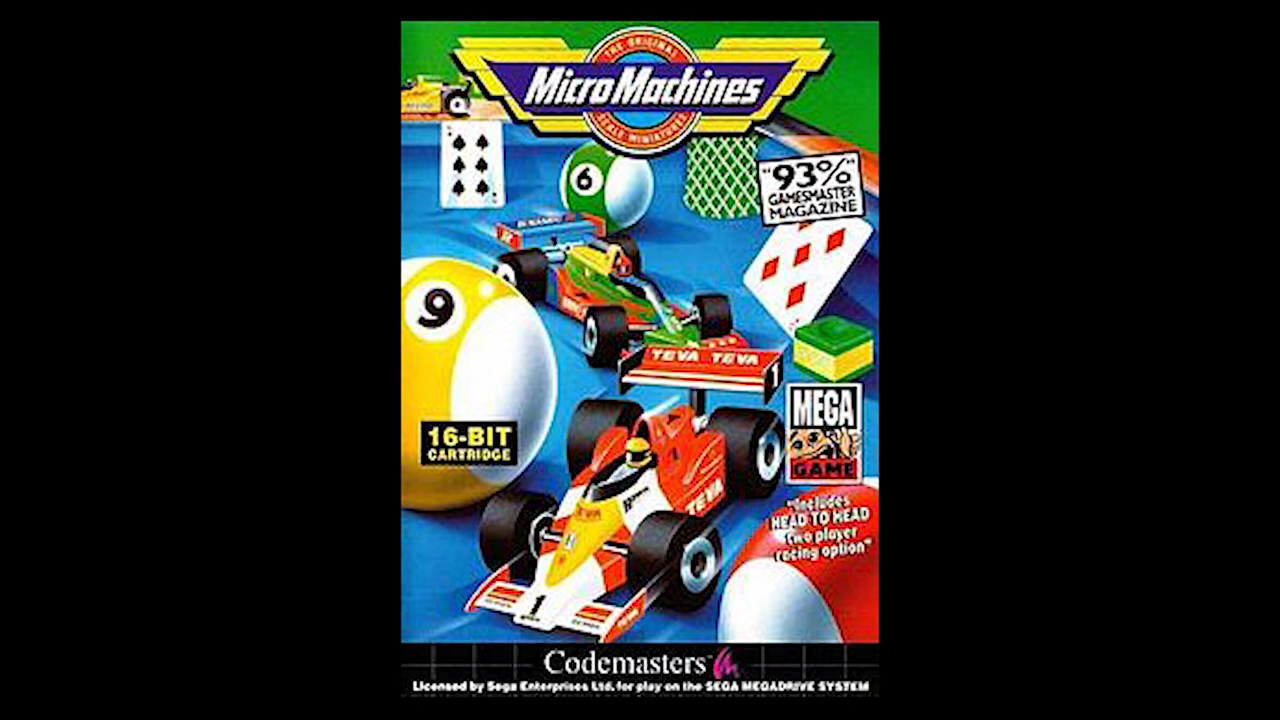 THE ORIGINAL
Micro Machines
SCALE MINIATURES
6
"93%"
GAMESMASTER
MAGAZINE
9
TEVA TEVA
1
16-BIT
CARTRIDGE
MEGA
GAME
TEVA
"Includes
HEAD TO HEAD
two player
racing option"
1
Codemasters™
Licensed by Sega Enterprises Ltd. for play on the SEGA MEGADRIVE SYSTEM